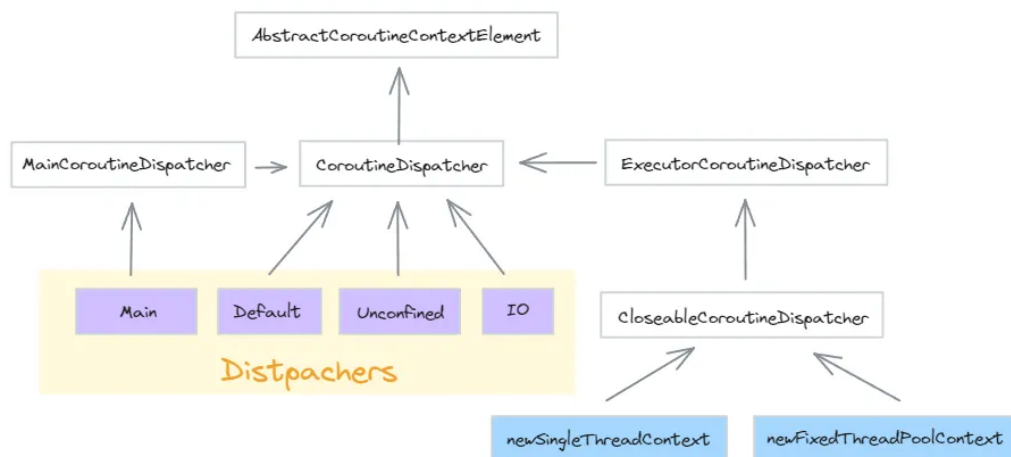 AbstractCoroutineContextElement
MainCoroutineDispatcher
CoroutineDispatcher
ExecutorCoroutineDispatcher
Main
Default
Unconfined
IO
CloseableCoroutineDispatcher
Distpachers
newSingleThreadContext
newFixedThreadPoolContext